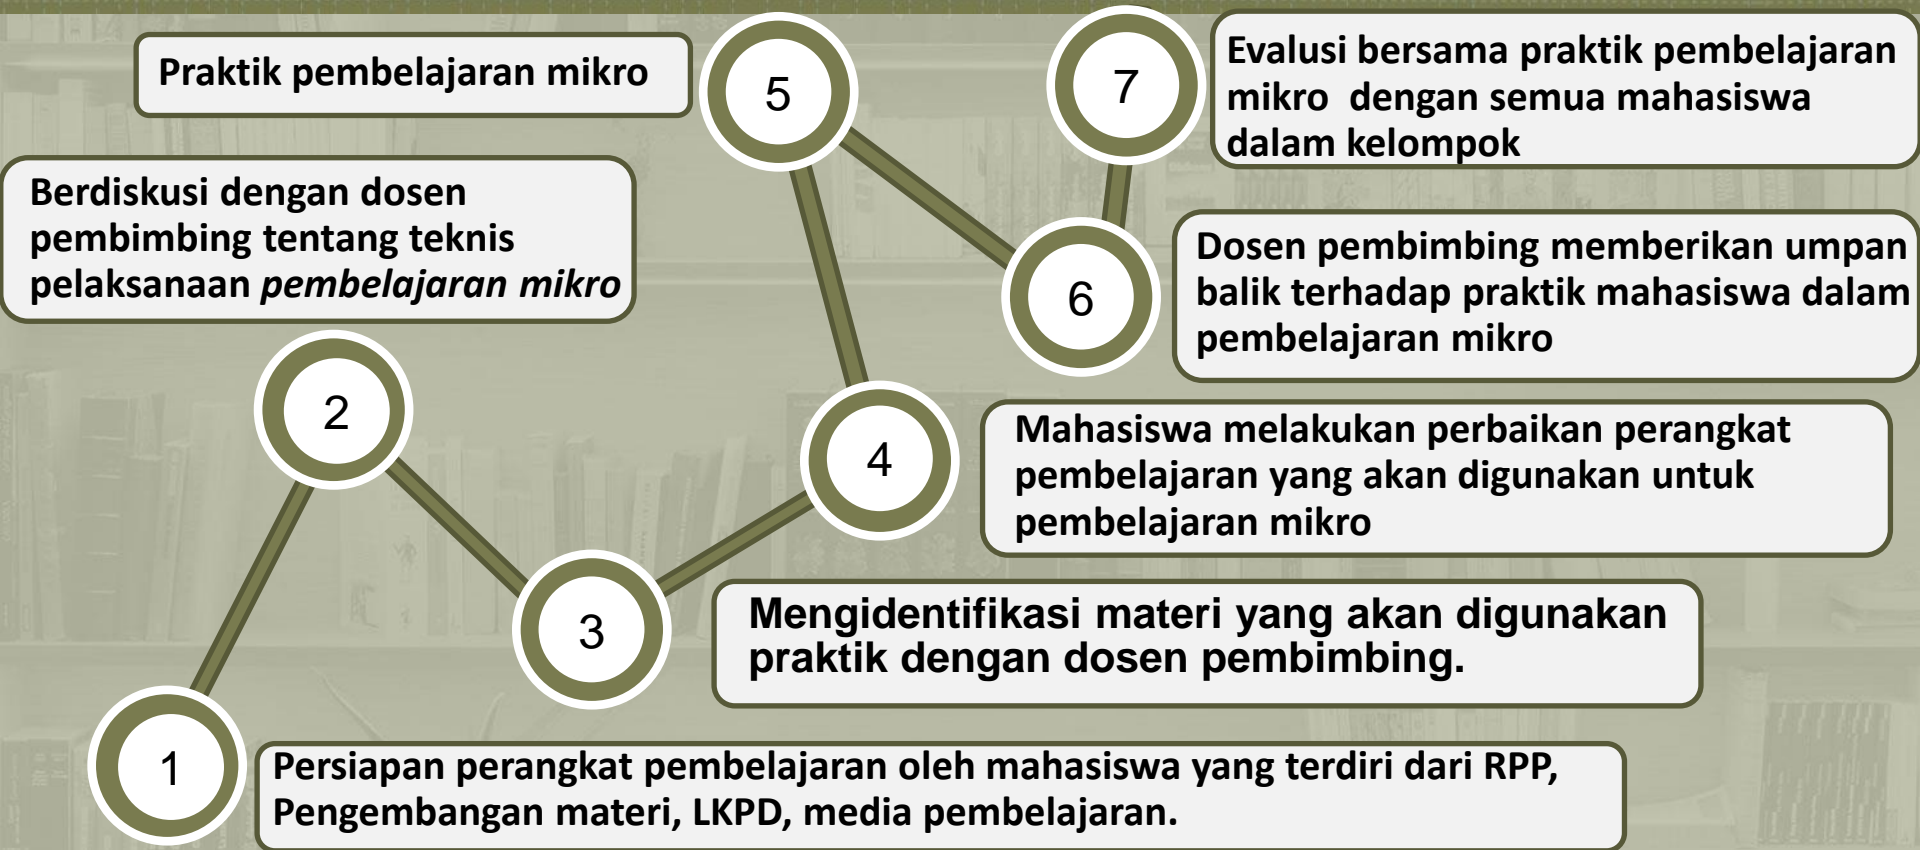 Praktik pembelajaran mikro
5
7
Evalusi bersama praktik pembelajaran
mikro dengan semua mahasiswa
dalam kelompok
Berdiskusi dengan dosen
pembimbing tentang teknis
pelaksanaan pembelajaran mikro
6
Dosen pembimbing memberikan umpan
balik terhadap praktik mahasiswa dalam
pembelajaran mikro
2
4
Mahasiswa melakukan perbaikan perangkat
pembelajaran yang akan digunakan untuk
pembelajaran mikro
3
Mengidentifikasi materi yang akan digunakan
praktik dengan dosen pembimbing.
1
Persiapan perangkat pembelajaran oleh mahasiswa yang terdiri dari RPP,
Pengembangan materi, LKPD, media pembelajaran.